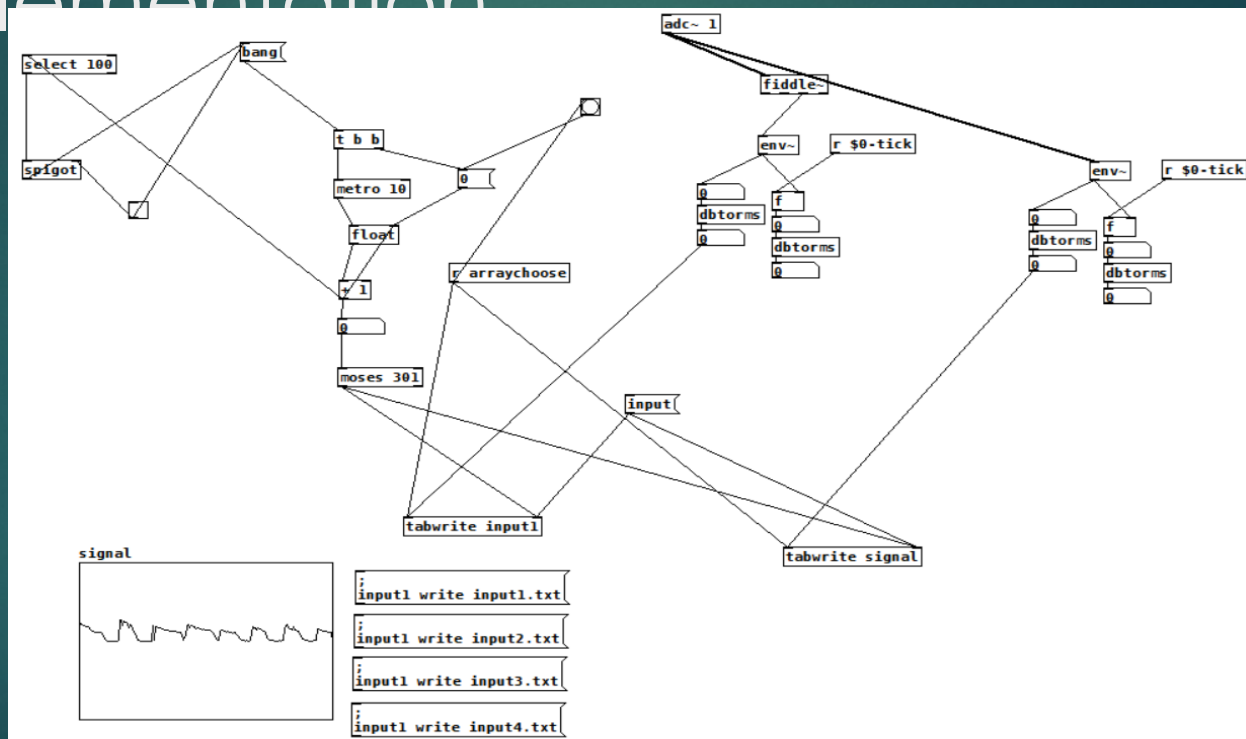 adc~ 1
bang
select 100
fiddle~
t b b
env~
r $0-tick
spigot
env~
r $0-tick
0
metro 10
0
f
dbtorms
0
f
float
0
0
dbtorms
0
dbtorms
r arraychoose
0
0
dbtorms
+ 1
0
0
moses 301
input
tabwrite input1
tabwrite signal
signal
;
input1 write input1.txt
;
input1 write input2.txt
;
input1 write input3.txt
;
input1 write input4.txt